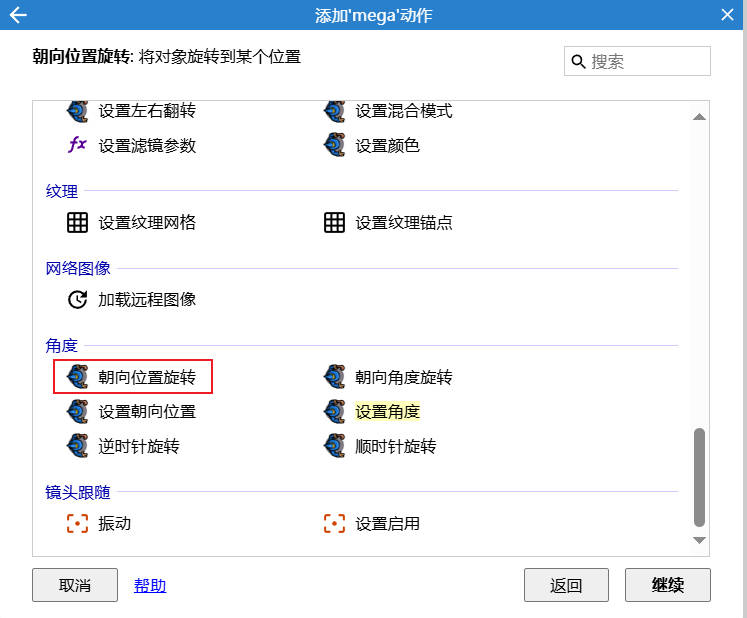 添加'mega'动作
朝向位置旋转: 将对象旋转到某个位置
搜索
设置左右翻转 设置混合模式
fx 设置滤镜参数 设置颜色
纹理
设置纹理网格 设置纹理锚点
网络图像
加载远程图像
角度
朝向位置旋转 朝向角度旋转
设置朝向位置 设置角度
逆时针旋转 顺时针旋转
镜头跟随
振动 设置启用
取消 帮助 返回 继续